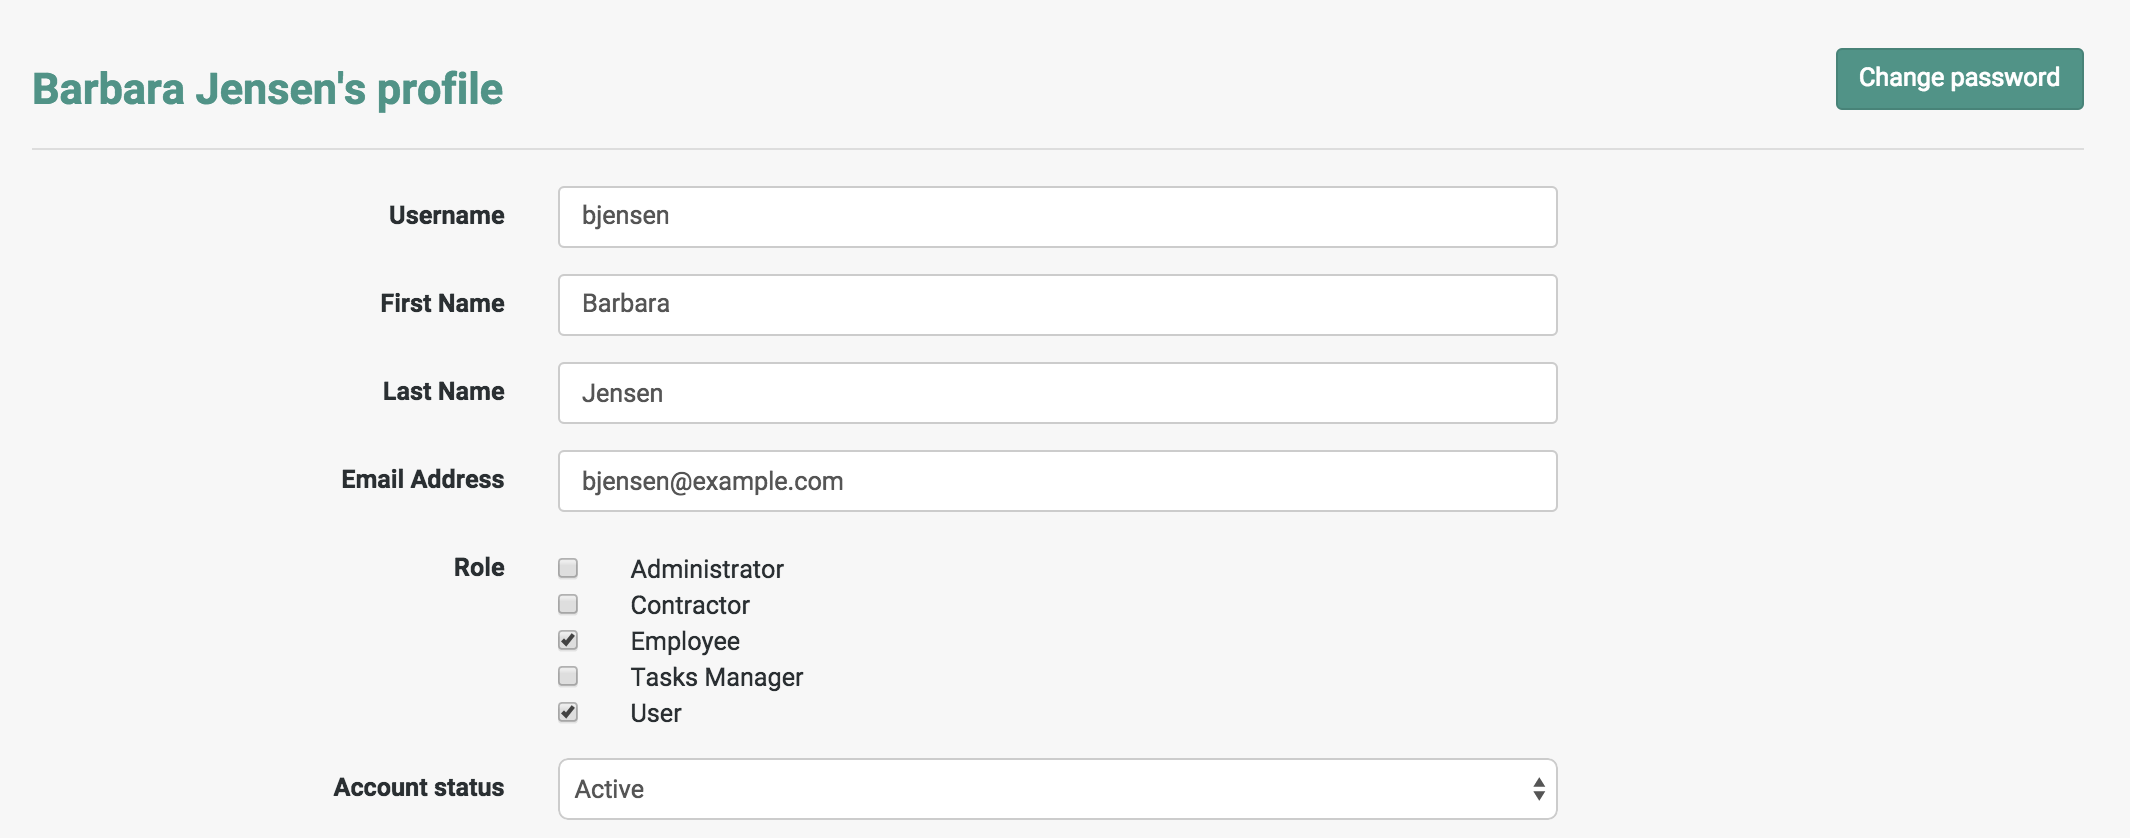 Barbara Jensen's profile
Change password
Username
bjensen
First Name
Barbara
Last Name
Jensen
Email Address
bjensen@example.com
Role
Administrator
Contractor
Employee
Tasks Manager
User
Account status
Active